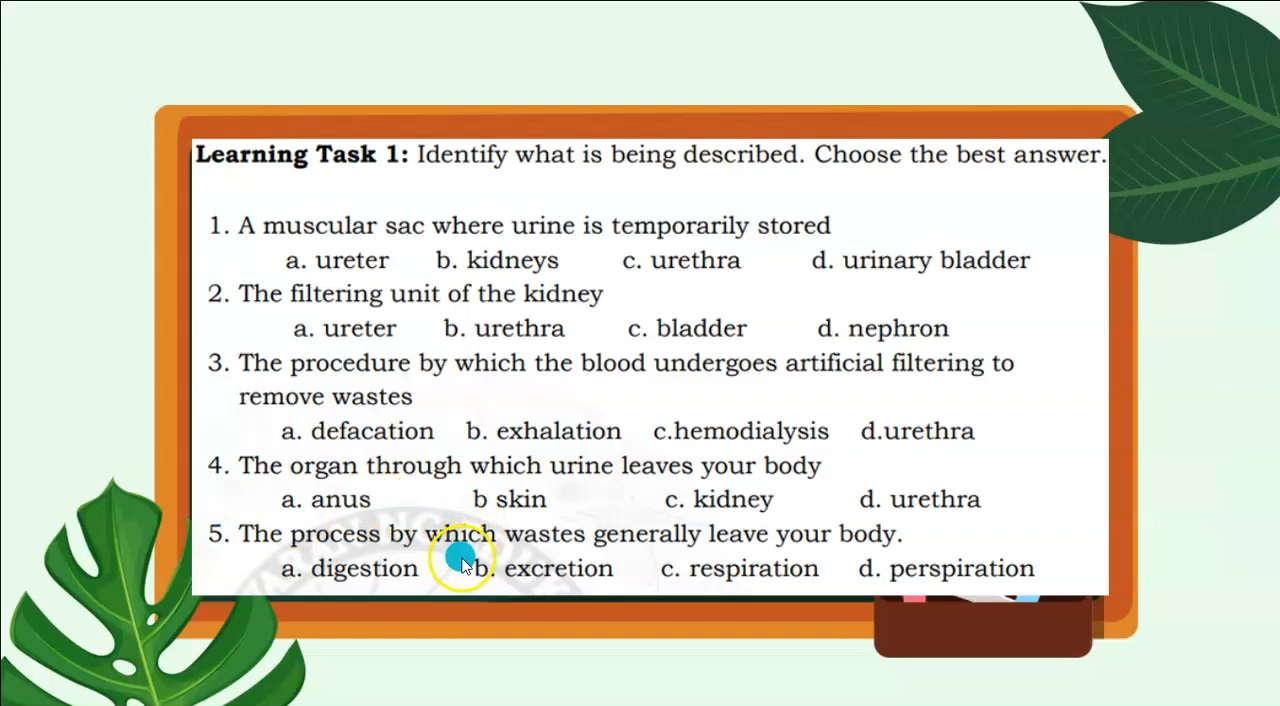 Learning Task 1: Identify what is being described. Choose the best answer.
1. A muscular sac where urine is temporarily stored
a. ureter b. kidneys c. urethra d. urinary bladder
2. The filtering unit of the kidney
a. ureter b. urethra c. bladder d. nephron
3. The procedure by which the blood undergoes artificial filtering to
remove wastes
a. defacation b. exhalation c.hemodialysis d.urethra
4. The organ through which urine leaves your body
a. anus b skin c. kidney d. urethra
5. The process by which wastes generally leave your body.
a. digestion b. excretion c. respiration d. perspiration